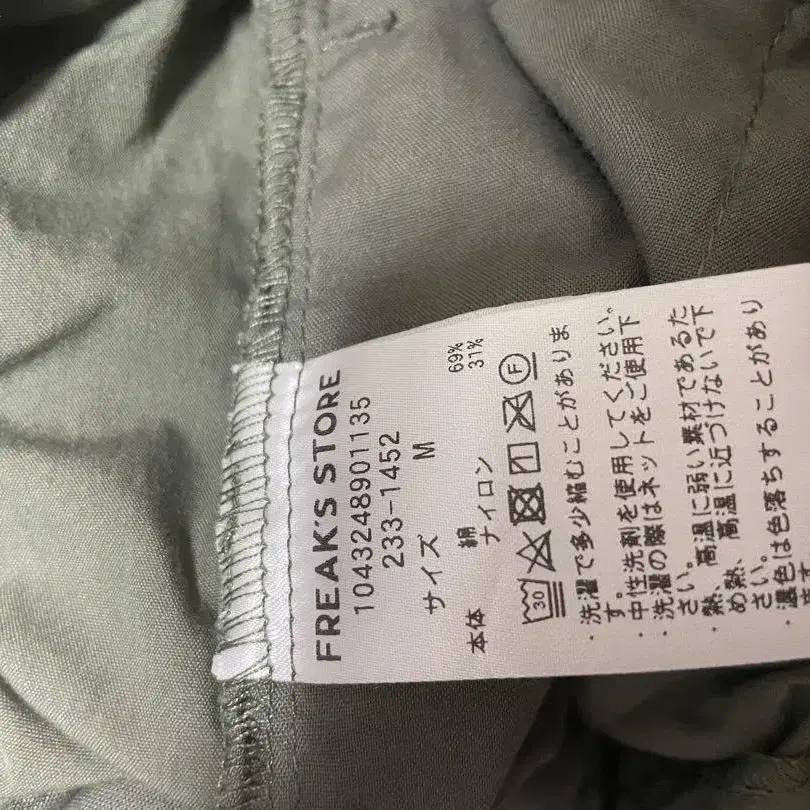 FREAK'S STORE
1043248901135
233-1452
サイズ M
本体 綿 69%
ナイロン 31%
30 F
・洗濯で多少縮むことがありま
す。
・中性洗剤を使用してください。
・洗濯の際はネットをご使用下
さい。
・熱、高温に弱い素材であるた
め熱、高温に近づけないで下
さい。
・濃色は色落ちすることがあり
ます